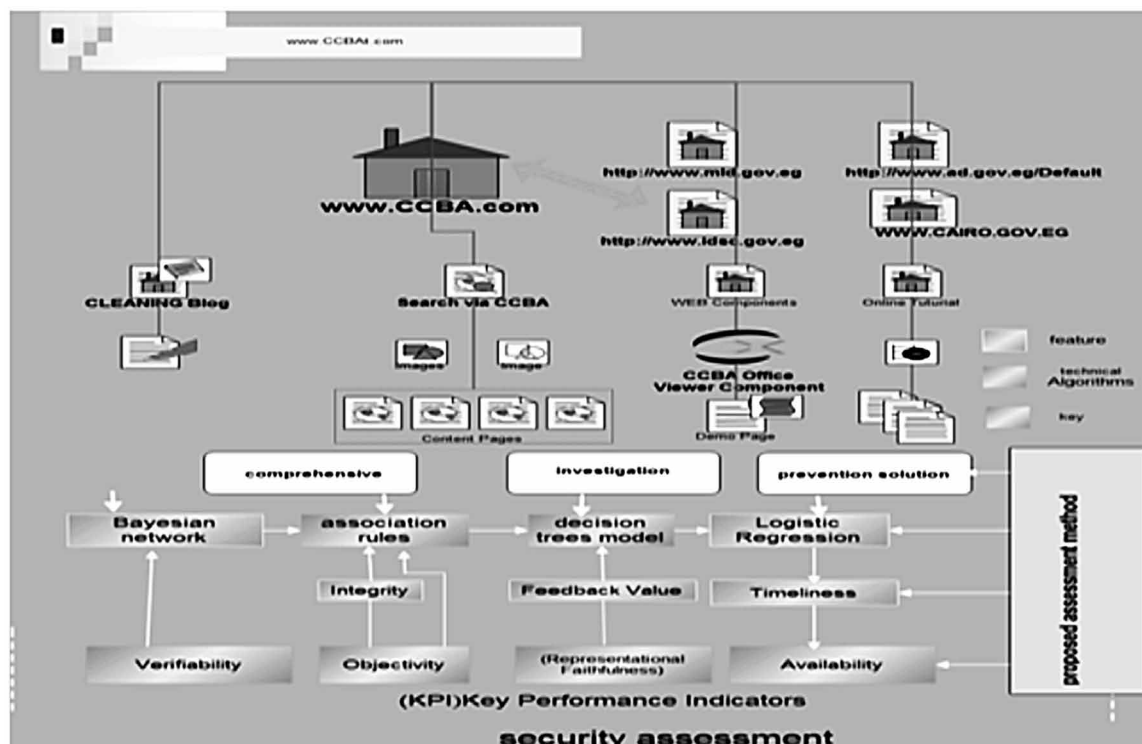 www.CCBAt.com
www.CCBA.com
http://www.mld.gov.eg
http://www.ad.gov.eg/Default
http://www.idsc.gov.eg
WWW.CAIRO.GOV.EG
CLEANING Blog
Search via CCBA
WEB Components
Online Tuturial
Images
Image
CCBA Office
Viewer Component
Content Pages
Demo Page
feature
technical
Algorithms
key
comprehensive
investigation
prevention solution
Bayesian
network
association
rules
decision
trees model
Logistic
Regression
Integrity
Feedback Value
Timeliness
Verifiability
Objectivity
(Representational
Faithfulness)
Availability
proposed assessment method
(KPI)Key Performance Indicators
security assessment